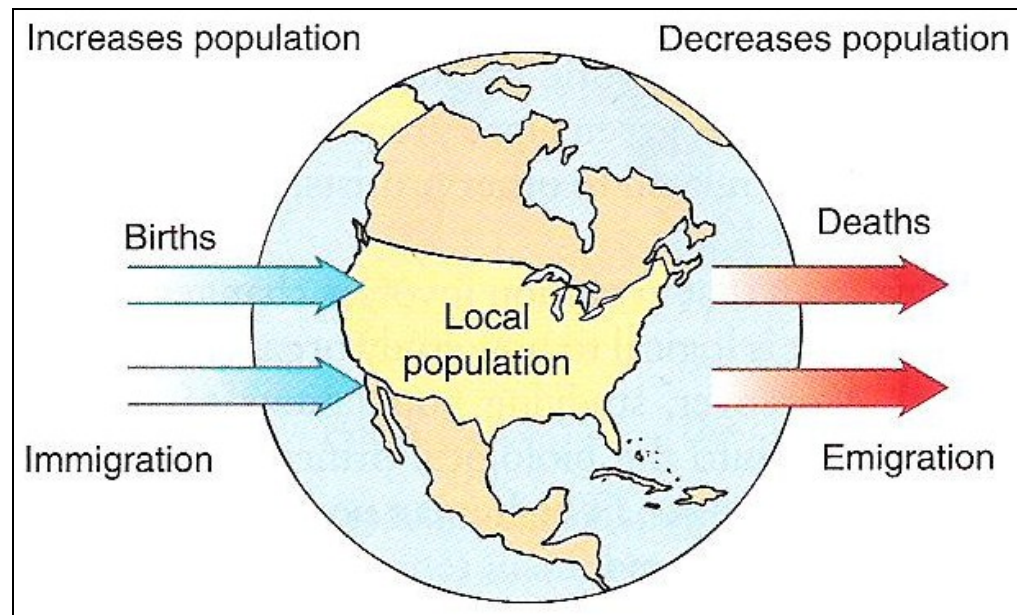 Increases population
Decreases population
Births
Deaths
Local
population
Immigration
Emigration